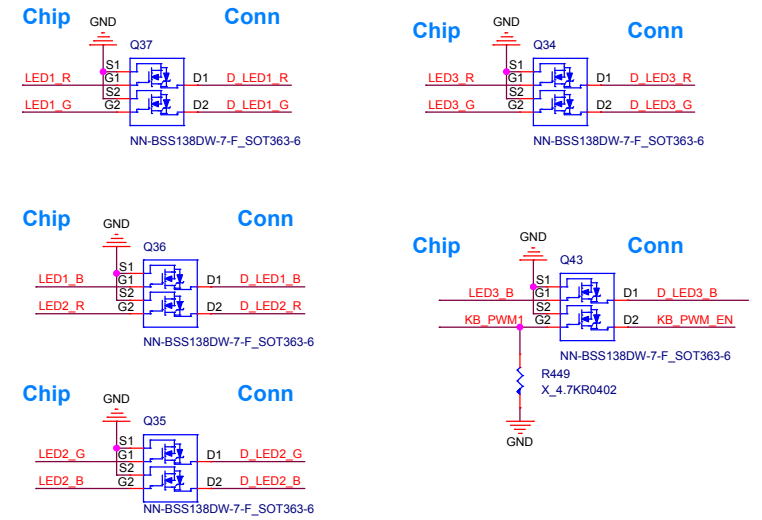 Chip
GND
Conn
Q37
S1
LED1_R
G1
D1
D_LED1_R
S2
LED1_G
G2
D2
D_LED1_G
NN-BSS138DW-7-F_SOT363-6
Chip
GND
Conn
Q34
S1
LED3_R
G1
D1
D_LED3_R
S2
LED3_G
G2
D2
D_LED3_G
NN-BSS138DW-7-F_SOT363-6
Chip
GND
Conn
Q36
S1
LED1_B
G1
D1
D_LED1_B
S2
LED2_R
G2
D2
D_LED2_R
NN-BSS138DW-7-F_SOT363-6
Chip
GND
Conn
Q43
S1
LED3_B
G1
D1
D_LED3_B
S2
KB_PWM1
G2
D2
KB_PWM_EN
NN-BSS138DW-7-F_SOT363-6
R449
X_4.7KR0402
GND
Chip
GND
Conn
Q35
S1
LED2_G
G1
D1
D_LED2_G
S2
LED2_B
G2
D2
D_LED2_B
NN-BSS138DW-7-F_SOT363-6